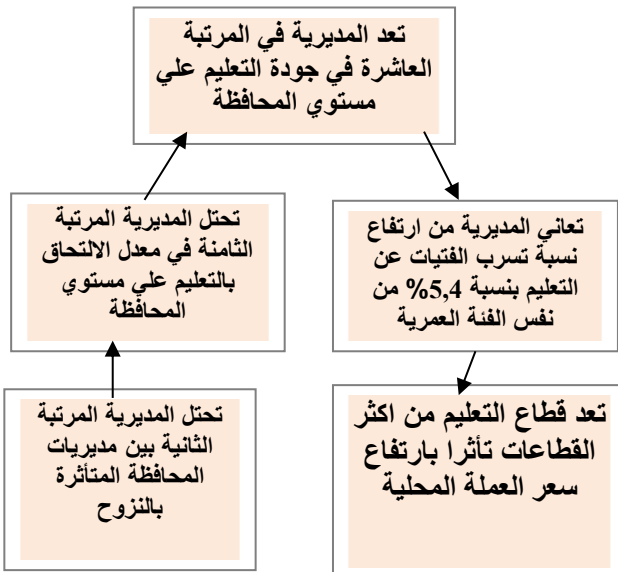 تعد المديرية في المرتبة
العاشرة في جودة التعليم علي
مستوي المحافظة
تحتل المديرية المرتبة
الثامنة في معدل الالتحاق
بالتعليم علي مستوي
المحافظة
تعاني المديرية من ارتفاع
نسبة تسرب الفتيات عن
التعليم بنسبة 5,4% من
نفس الفئة العمرية
تحتل المديرية المرتبة
الثانية بين مديريات
المحافظة المتأثرة
بالنزوح
تعد قطاع التعليم من اكثر
القطاعات تأثرا بارتفاع
سعر العملة المحلية